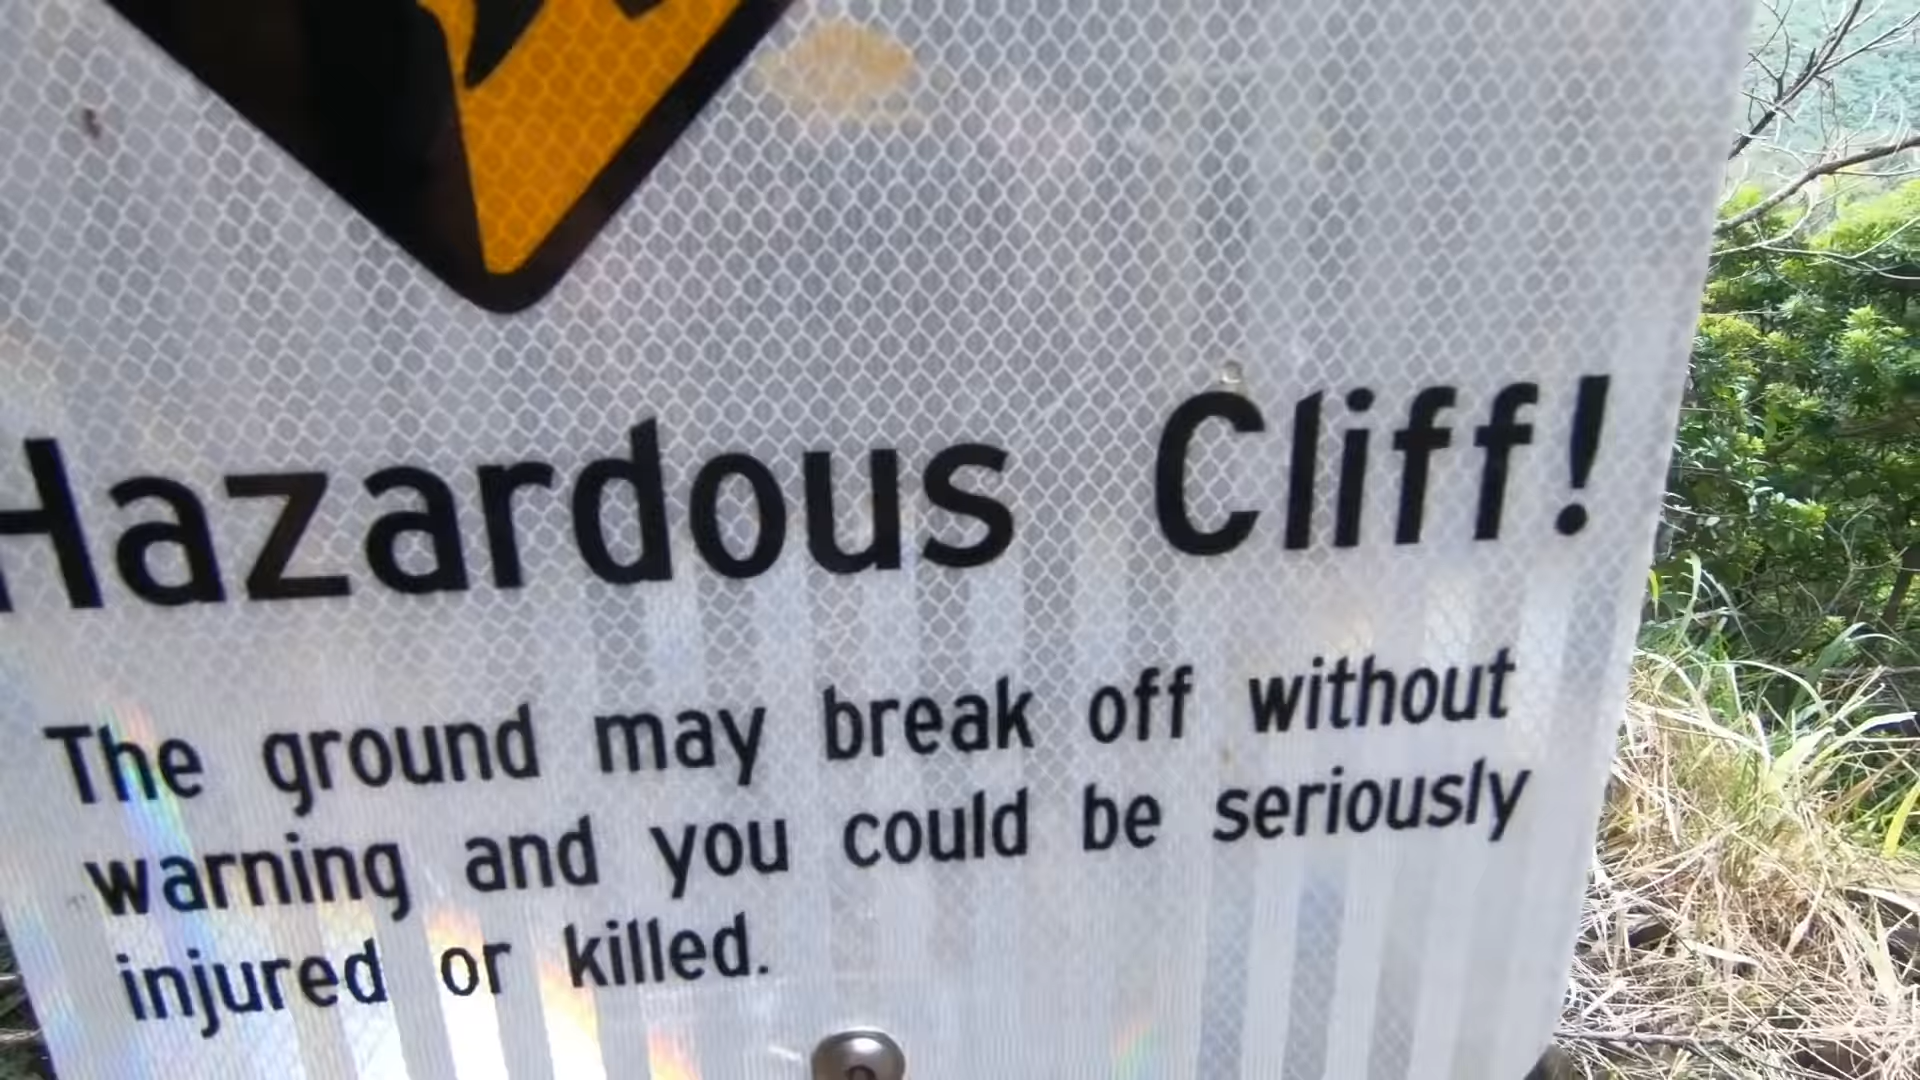 Hazardous Cliff!
The ground may break off without
warning and you could be seriously
injured or killed.